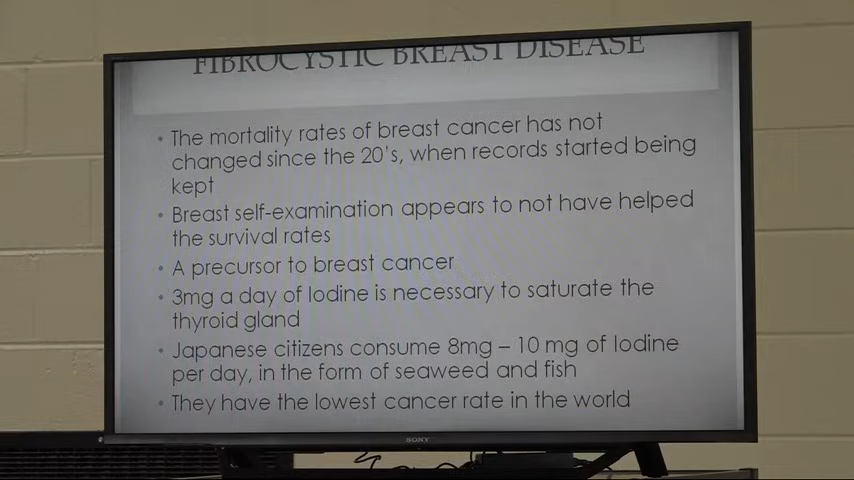 FIBROCYSTIC BREAST DISEASE
• The mortality rates of breast cancer has not
changed since the 20's, when records started being
kept
• Breast self-examination appears to not have helped
the survival rates
• A precursor to breast cancer
• 3mg a day of Iodine is necessary to saturate the
thyroid gland
• Japanese citizens consume 8mg – 10 mg of Iodine
per day, in the form of seaweed and fish
• They have the lowest cancer rate in the world
SONY